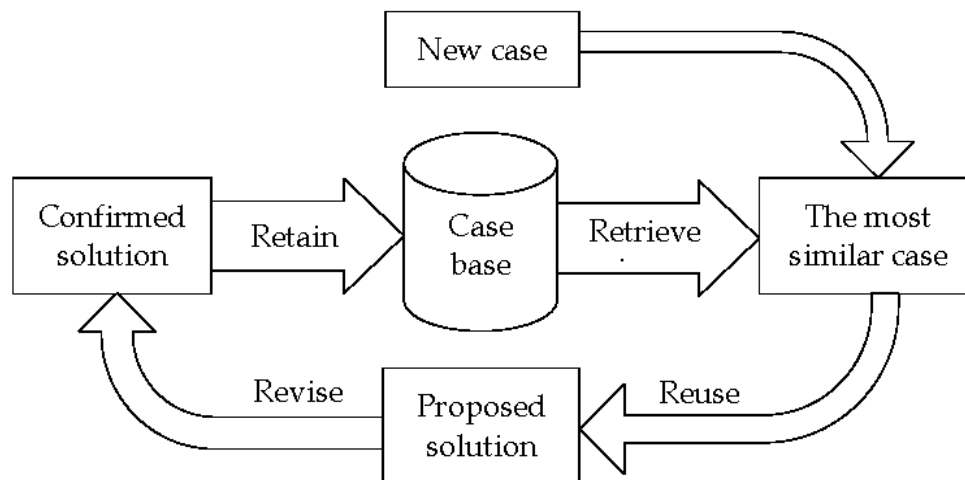 New case
Confirmed
solution
Retain
Case
base
Retrieve
The most
similar case
Revise
Proposed
solution
Reuse